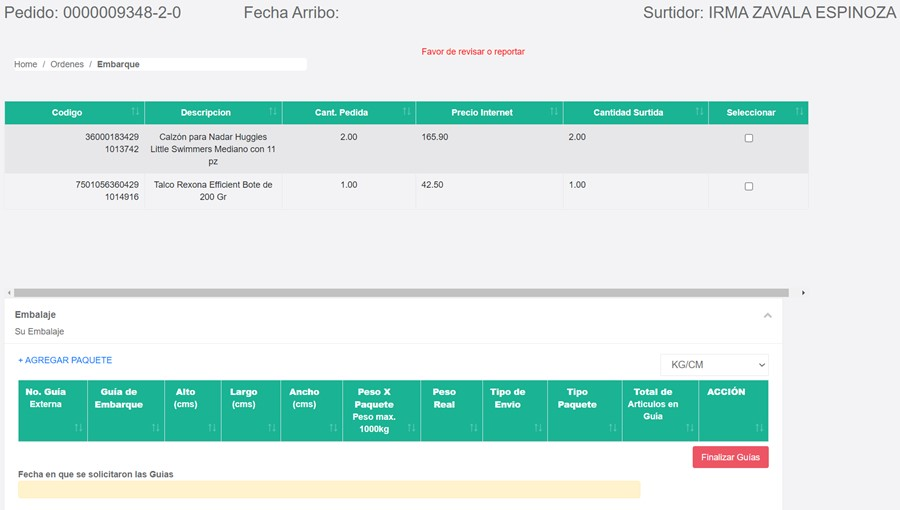 Pedido: 0000009348-2-0 Fecha Arribo: Surtidor: IRMA ZAVALA ESPINOZA
Favor de revisar o reportar
Home / Ordenes / Embarque
Codigo Descripcion Cant. Pedida Precio Internet Cantidad Surtida Seleccionar
36000183429 Calzón para Nadar Huggies 2.00 165.90 2.00
1013742 Little Swimmers Mediano con 11
pz
7501056360429 Talco Rexona Efficient Bote de 1.00 42.50 1.00
1014916 200 Gr
Embalaje
Su Embalaje
+ AGREGAR PAQUETE KG/CM
No. Guía Guía de Alto Largo Ancho Peso X Peso Tipo de Tipo Total de ACCIÓN
Externa Embarque (cms) (cms) (cms) Paquete Real Envio Paquete Articulos en
Peso max. Guia
1000kg
Finalizar Guías
Fecha en que se solicitaron las Guias